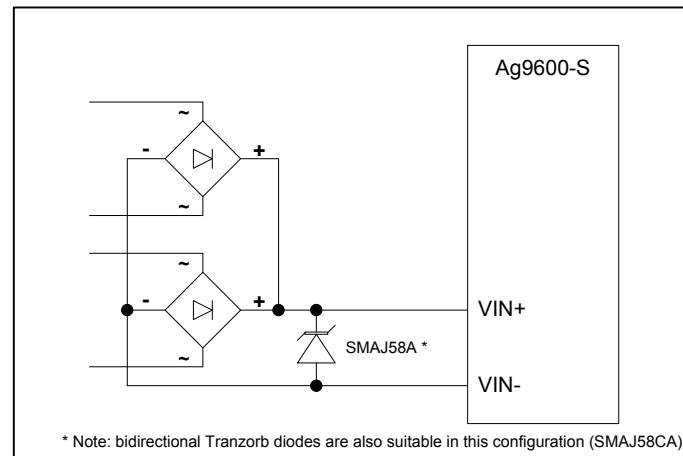 Ag9600-S
~
- +
~
~
- +
VIN+
SMAJ58A *
~
VIN-
* Note: bidirectional Tranzorb diodes are also suitable in this configuration (SMAJ58CA)